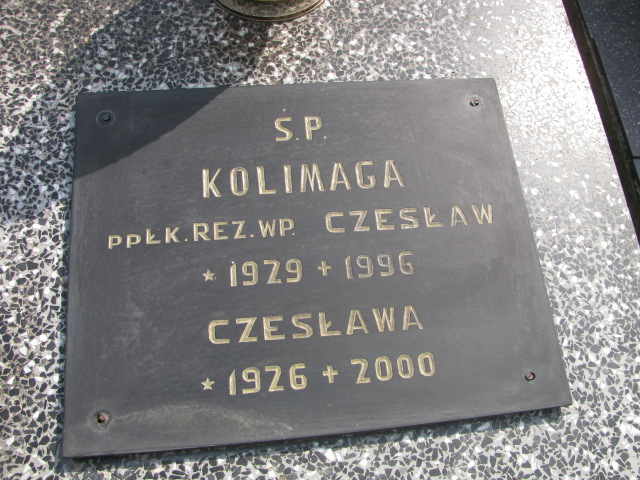 Ś.P.
KOLIMAGA
PPŁK.REZ.WP. CZESŁAW
* 1929 + 1996
CZESŁAWA
* 1926 + 2000